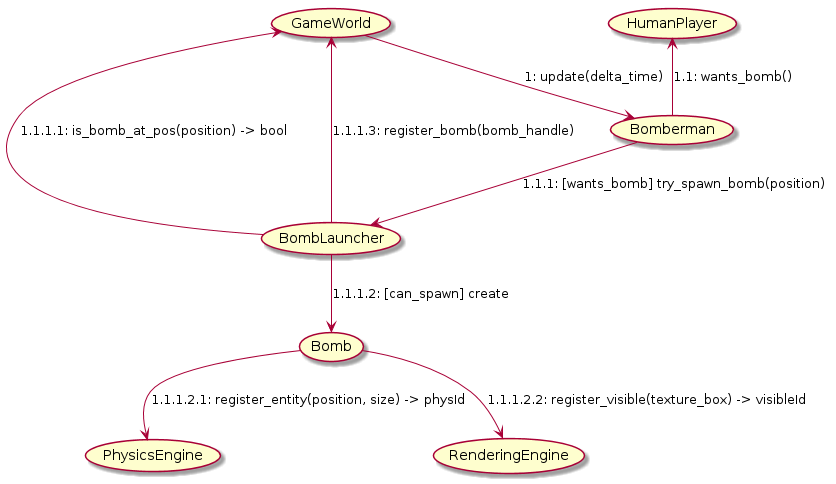 GameWorld
HumanPlayer
1: update(delta_time)
1.1: wants_bomb()
1.1.1.1: is_bomb_at_pos(position) -> bool
1.1.1.3: register_bomb(bomb_handle)
Bomberman
1.1.1: [wants_bomb] try_spawn_bomb(position)
BombLauncher
1.1.1.2: [can_spawn] create
Bomb
1.1.1.2.1: register_entity(position, size) -> physId
1.1.1.2.2: register_visible(texture_box) -> visibleId
PhysicsEngine
RenderingEngine